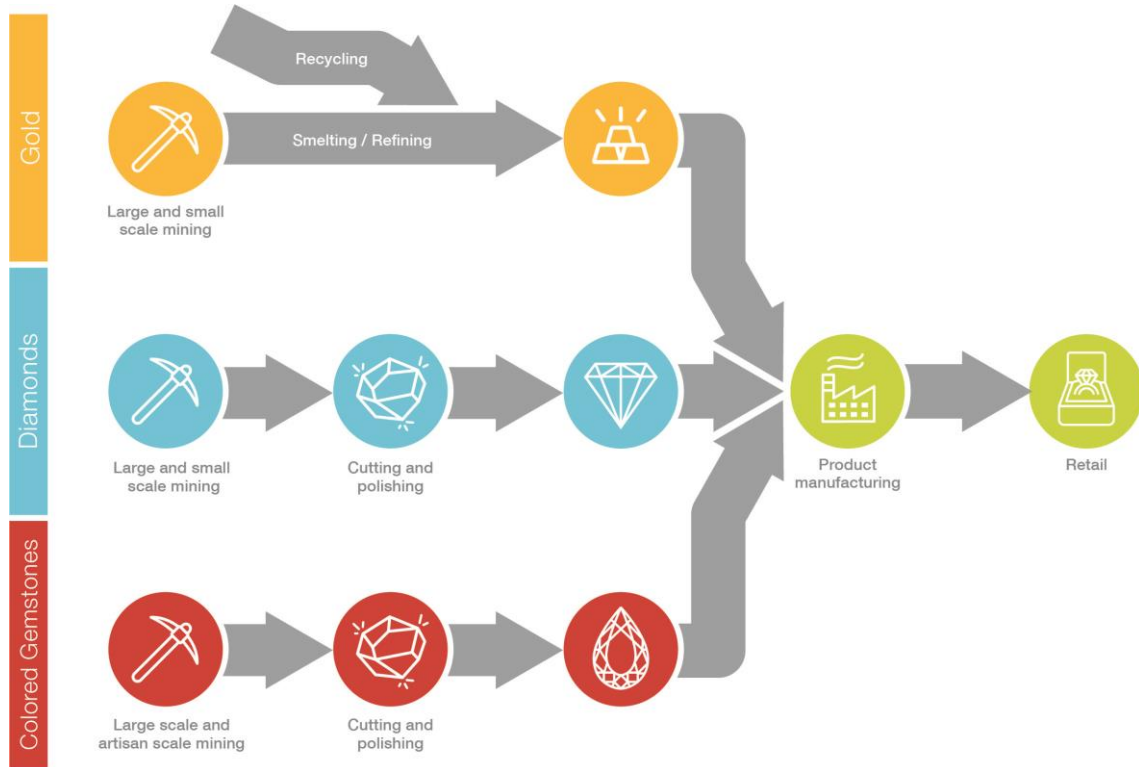 Gold
Recycling
Smelting / Refining
Large and small
scale mining
Diamonds
Large and small
scale mining
Cutting and
polishing
Product
manufacturing
Retail
Colored Gemstones
Large scale and
artisan scale mining
Cutting and
polishing